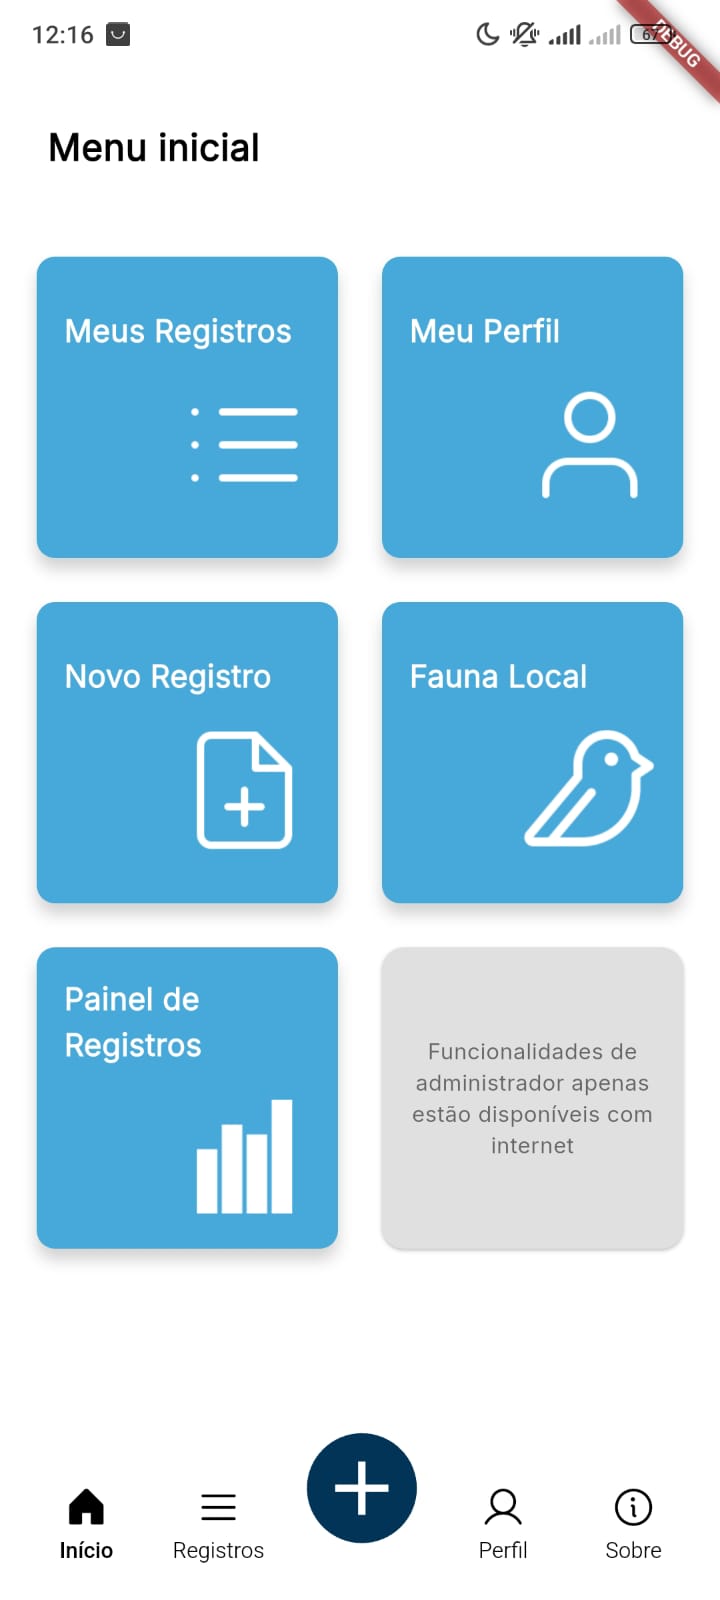 12:16
67
DEBUG
Menu inicial
Meus Registros
Meu Perfil
Novo Registro
Fauna Local
Painel de
Registros
Funcionalidades de
administrador apenas
estão disponíveis com
internet
Início
Registros
Perfil
Sobre